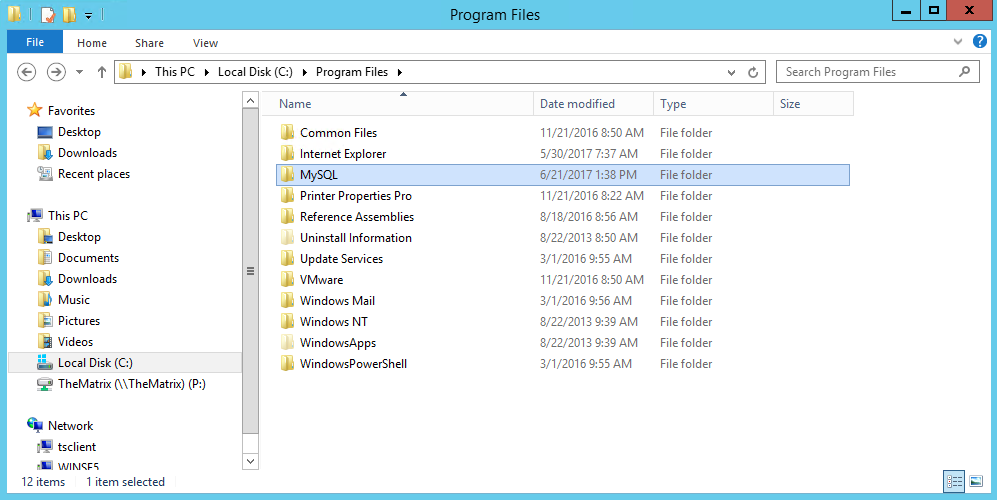 Program Files
File Home Share View
This PC Local Disk (C:) Program Files Search Program Files
Favorites
Desktop
Downloads
Recent places
This PC
Desktop
Documents
Downloads
Music
Pictures
Videos
Local Disk (C:)
TheMatrix (\\TheMatrix) (P:)
Network
tsclient
WINSE5
Name Date modified Type Size
Common Files 11/21/2016 8:50 AM File folder
Internet Explorer 5/30/2017 7:37 AM File folder
MySQL 6/21/2017 1:38 PM File folder
Printer Properties Pro 11/21/2016 8:22 AM File folder
Reference Assemblies 8/18/2016 8:56 AM File folder
Uninstall Information 8/22/2013 8:50 AM File folder
Update Services 3/1/2016 9:55 AM File folder
VMware 11/21/2016 8:50 AM File folder
Windows Mail 3/1/2016 9:56 AM File folder
Windows NT 8/22/2013 9:39 AM File folder
WindowsApps 8/22/2013 9:39 AM File folder
WindowsPowerShell 3/1/2016 9:55 AM File folder
12 items 1 item selected